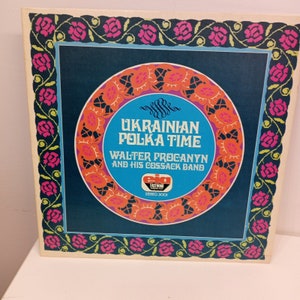 UKRAINIAN
POLKA TIME
WALTER PROCANYN
AND HIS COSSACK BAND